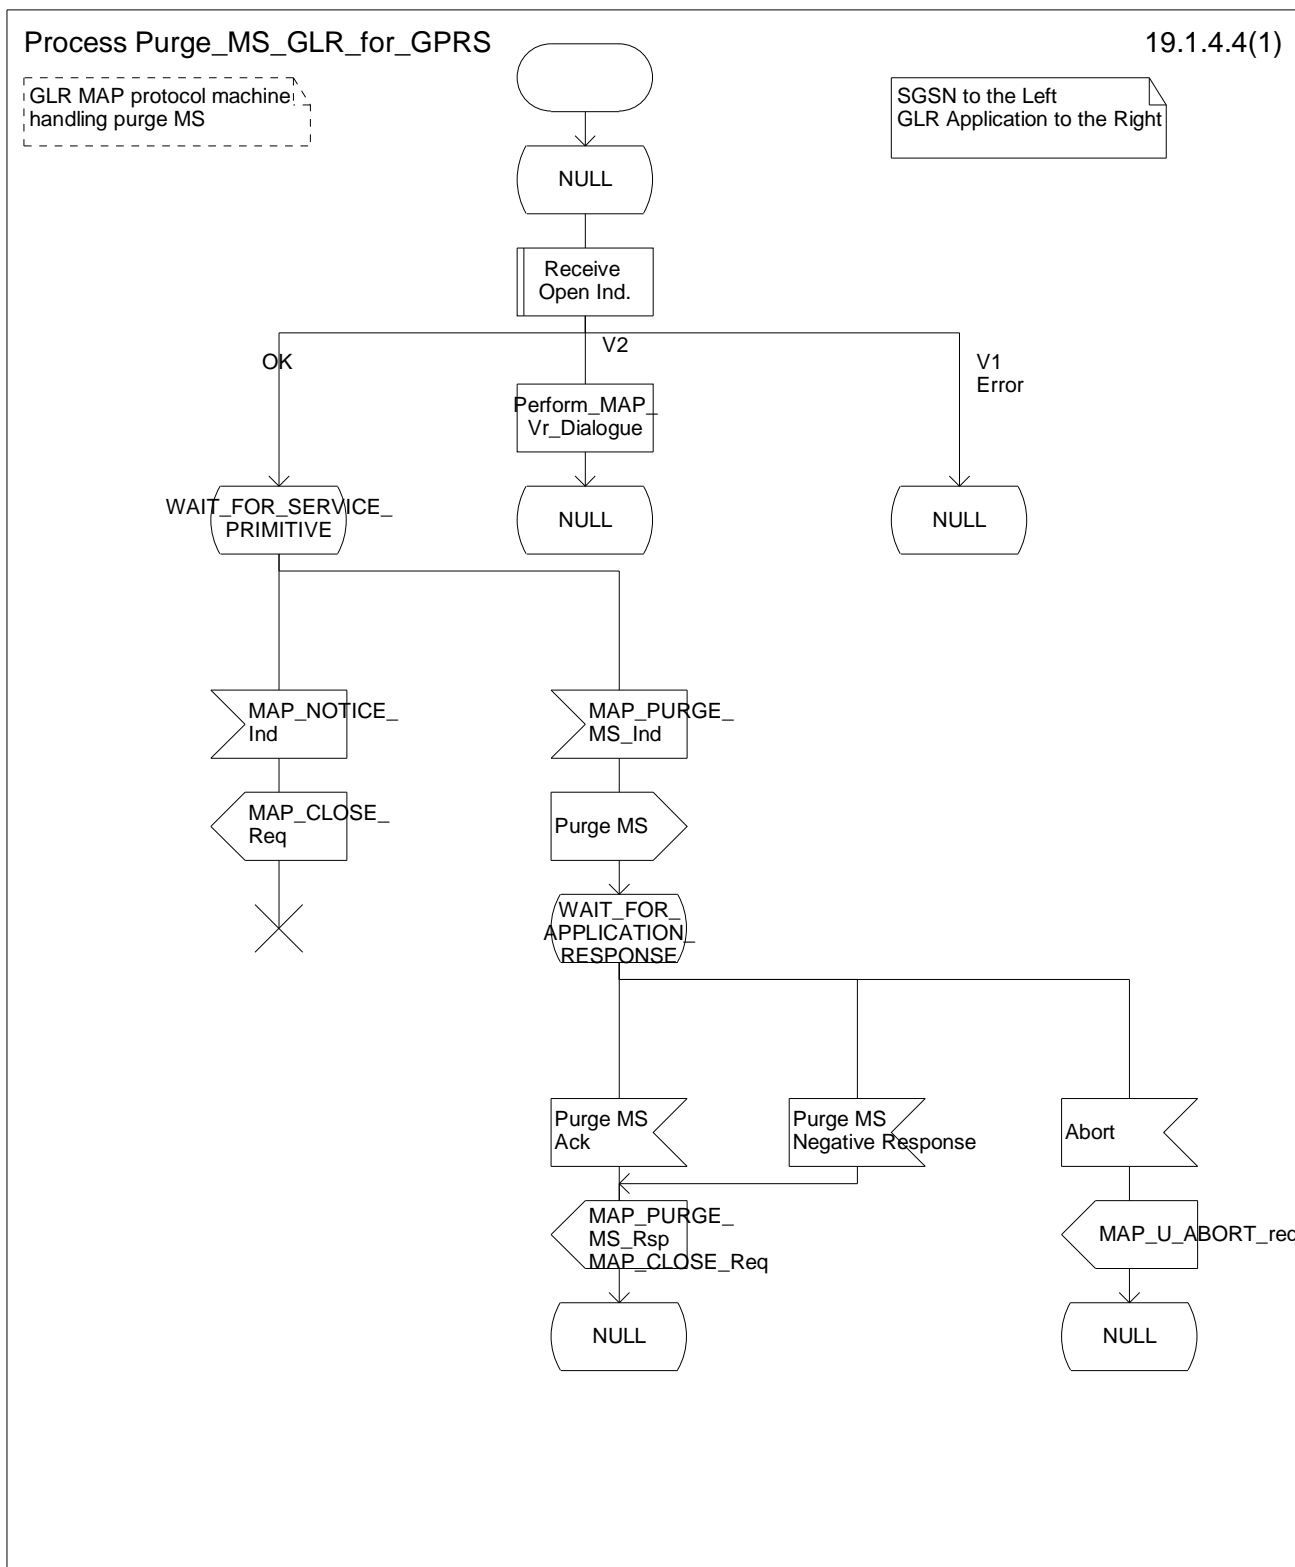 Process Purge_MS_GLR_for_GPRS
19.1.4.4(1)
GLR MAP protocol machine
handling purge MS
SGSN to the Left
GLR Application to the Right
NULL
Receive
Open Ind.
OK
V2
V1
Error
Perform_MAP_
Vr_Dialogue
WAIT_FOR_SERVICE_
PRIMITIVE
NULL
NULL
MAP_NOTICE_
Ind
MAP_PURGE_
MS_Ind
MAP_CLOSE_
Req
Purge MS
WAIT_FOR_
APPLICATION_
RESPONSE
Purge MS
Ack
Purge MS
Negative Response
Abort
MAP_PURGE_
MS_Rsp
MAP_CLOSE_Req
MAP_U_ABORT_req
NULL
NULL